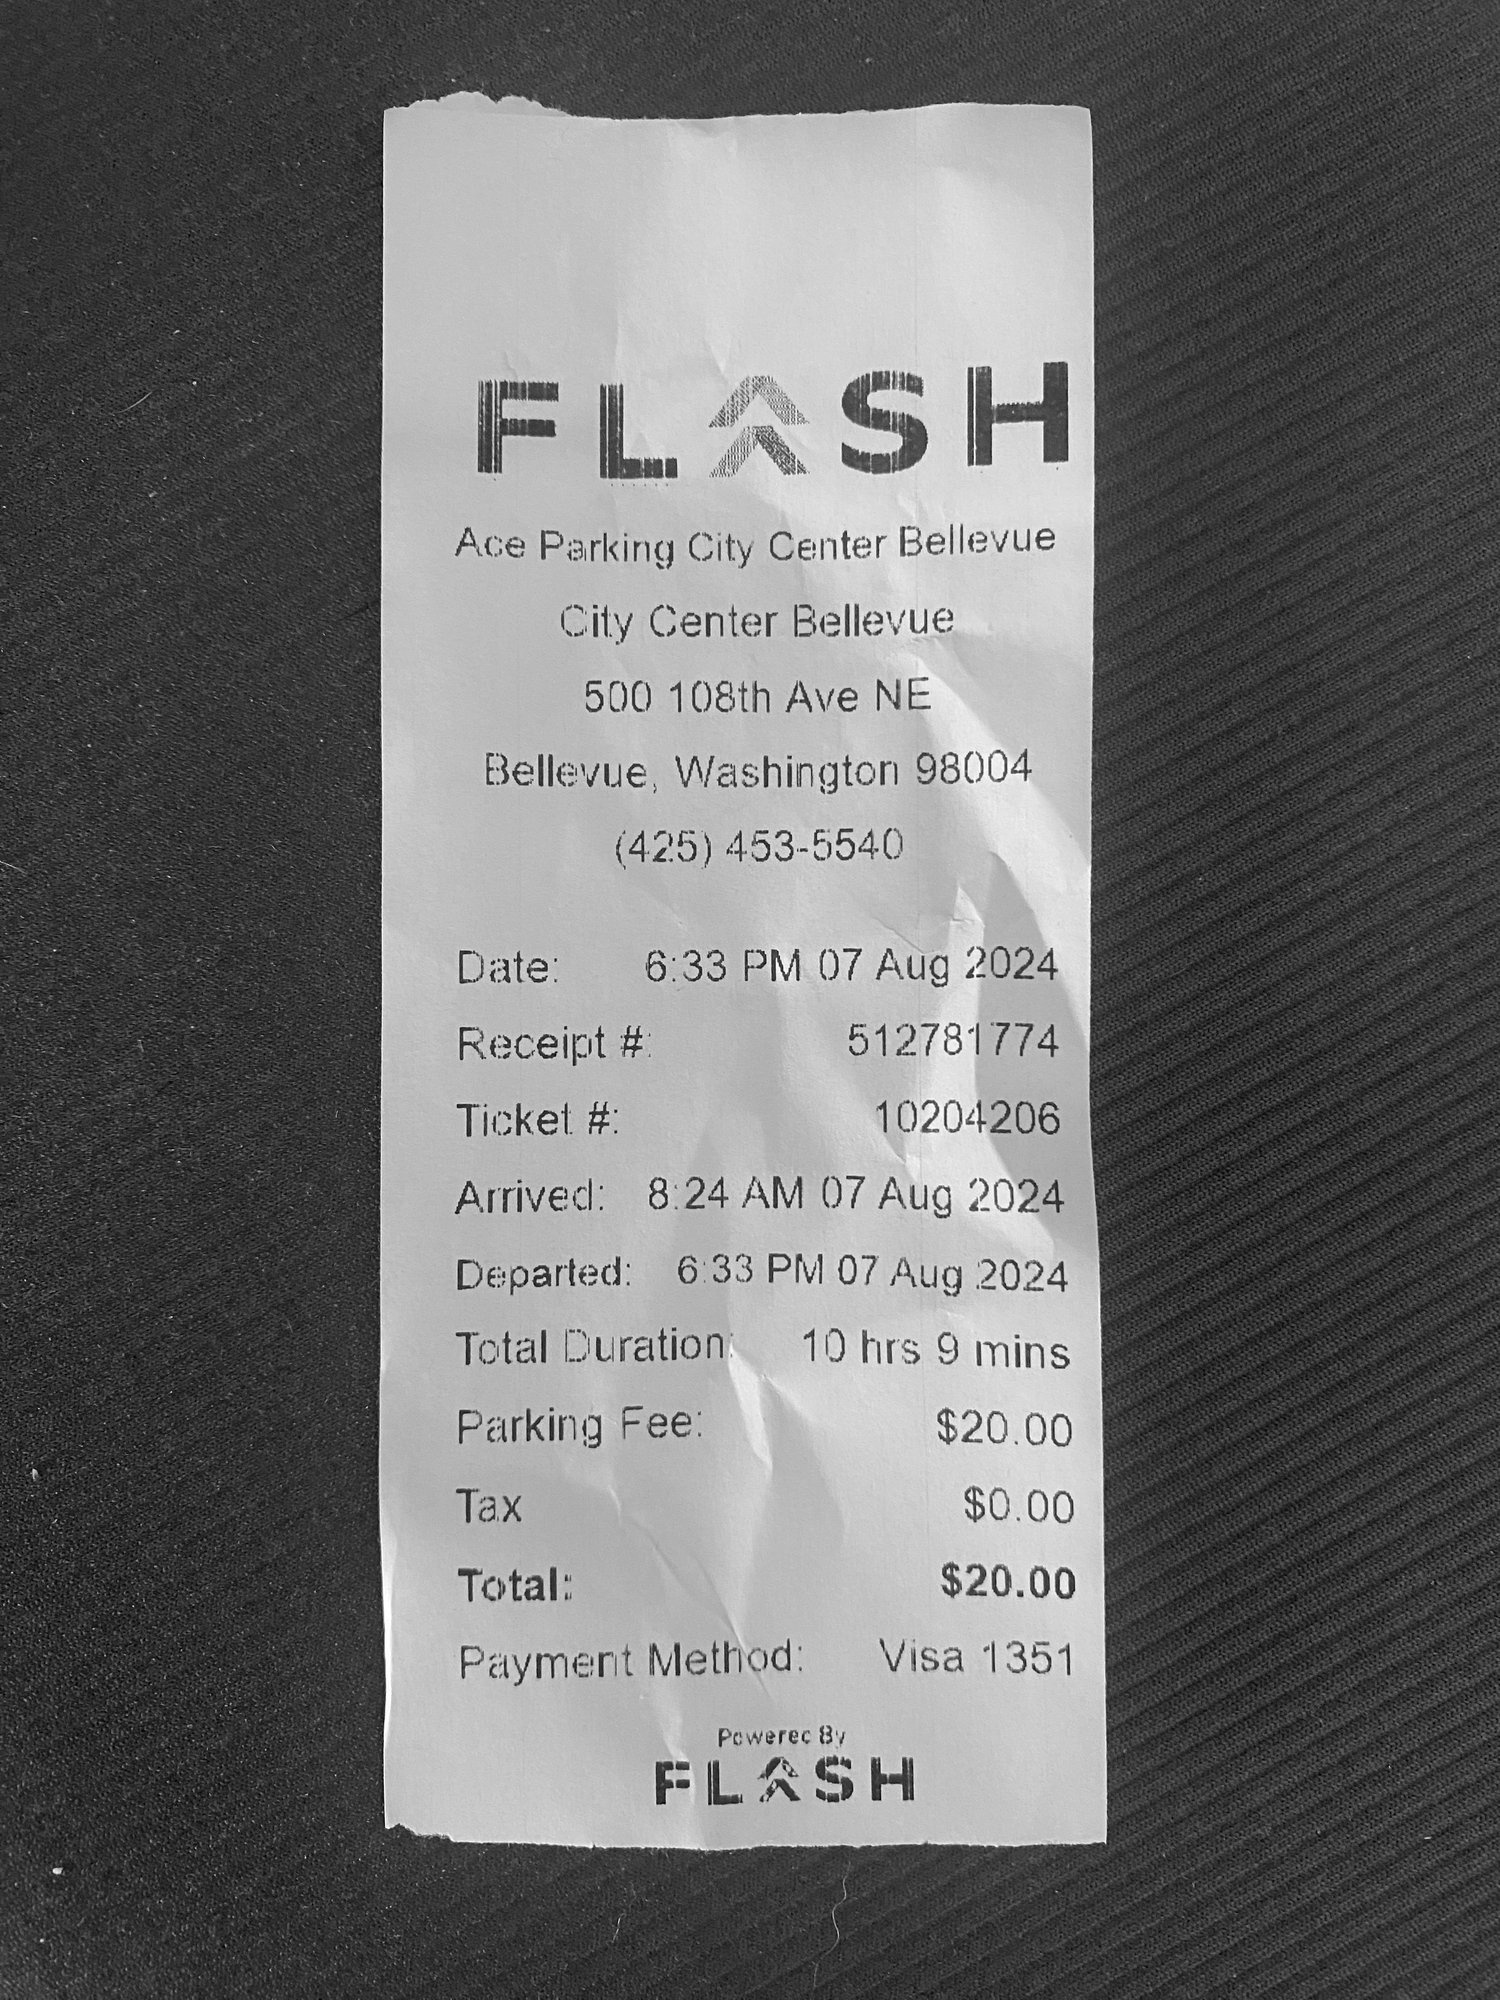 FLASH
Ace Parking City Center Bellevue
City Center Bellevue
500 108th Ave NE
Bellevue, Washington 98004
(425) 453-5540
Date: 6:33 PM 07 Aug 2024
Receipt #: 512781774
Ticket #: 10204206
Arrived: 8:24 AM 07 Aug 2024
Departed: 6:33 PM 07 Aug 2024
Total Duration: 10 hrs 9 mins
Parking Fee: $20.00
Tax $0.00
Total: $20.00
Payment Method: Visa 1351
Powered By
FLASH